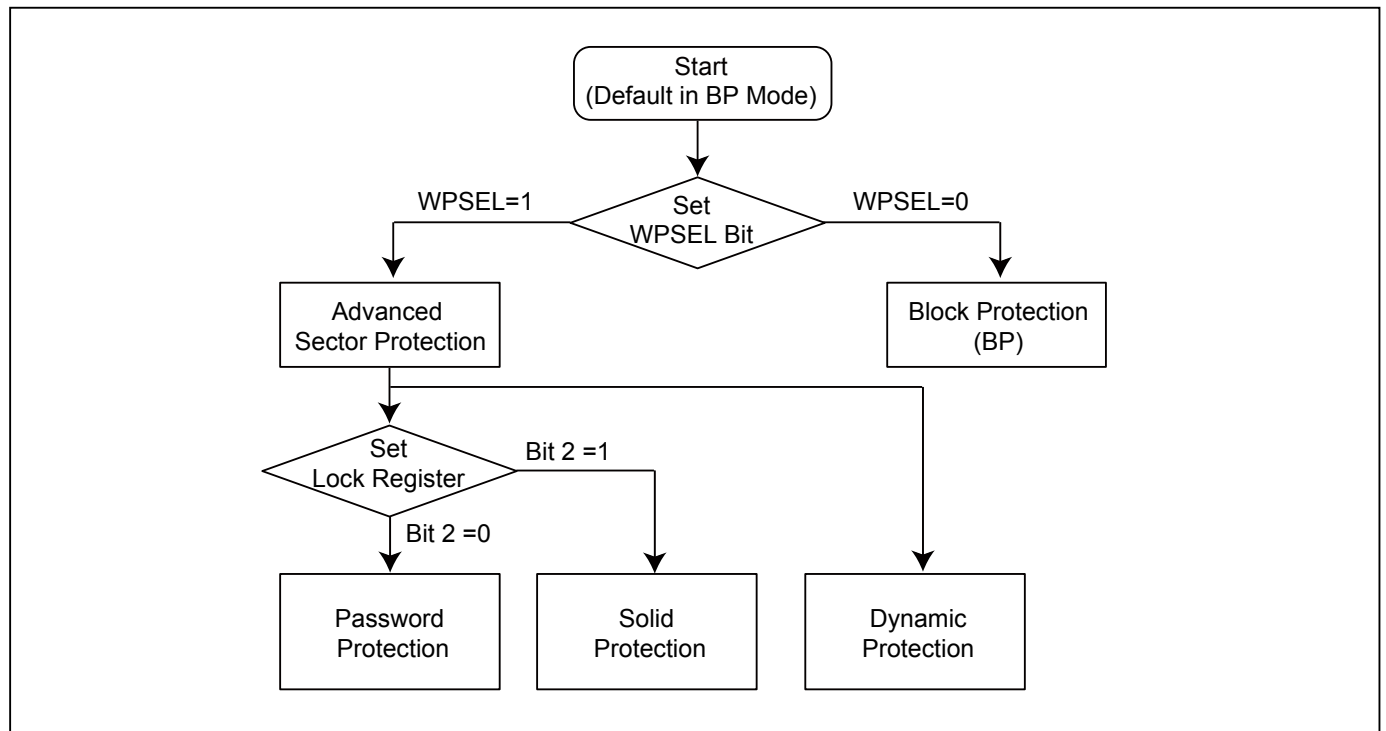 Start
(Default in BP Mode)
WPSEL=1
Set
WPSEL Bit
WPSEL=0
Advanced
Sector Protection
Block Protection
(BP)
Set
Lock Register
Bit 2 =1
Bit 2 =0
Password
Protection
Solid
Protection
Dynamic
Protection